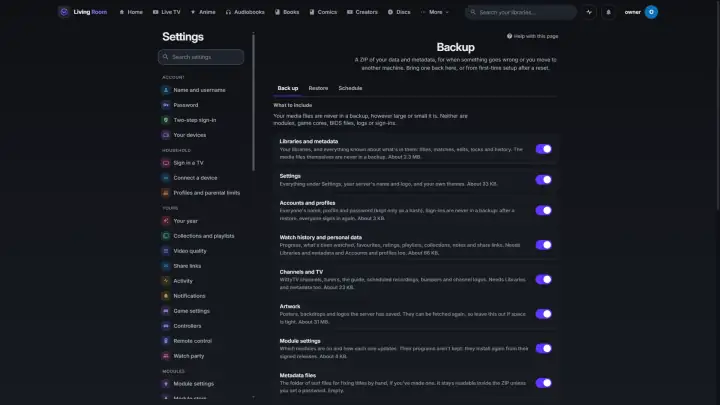 Living Room
Home
Live TV
Anime
Audiobooks
Books
Comics
Creators
Discs
More
Search your libraries...
owner
O
Settings
Search settings
ACCOUNT
Name and username
Password
Two-step sign-in
Your devices
HOUSEHOLD
Sign in a TV
Connect a device
Profiles and parental limits
YOURS
Your year
Collections and playlists
Video quality
Share links
Activity
Notifications
Game settings
Controllers
Remote control
Watch party
MODULES
Module settings
Help with this page
Backup
A ZIP of your data and metadata, for when something goes wrong or you move to
another machine. Bring one back here, or from first-time setup after a reset.
Back up
Restore
Schedule
What to include
Your media files are never in a backup, however large or small it is. Neither are
modules, game cores, BIOS files, logs or sign-ins.
Libraries and metadata
Your libraries, and everything known about what's in them: titles, matches, edits, locks and history. The
media files themselves are never in a backup. About 2.3 MB.
Settings
Everything under Settings, your server's name and logo, and your own themes. About 33 KB.
Accounts and profiles
Everyone's name, profile and password (kept only as a hash). Sign-ins are never in a backup: after a
restore, everyone signs in again. About 3 KB.
Watch history and personal data
Progress, what's been watched, favourites, ratings, playlists, collections, notes and share links. Needs
Libraries and metadata and Accounts and profiles too. About 66 KB.
Channels and TV
TV channels, tuners, the guide, scheduled recordings, bumpers and channel logos. Needs Libraries
and metadata too. About 23 KB.
Artwork
Posters, backdrops and logos the server has saved. They can be fetched again, so leave this out if space
is tight. About 31 MB.
Module settings
Which modules are on and how each one updates. Their programs aren't kept: they install again from their
signed releases. About 4 KB.
Metadata files
The folder of text files for fixing titles by hand, if you've made one. It stays readable inside the ZIP unless
you set a password. Empty.